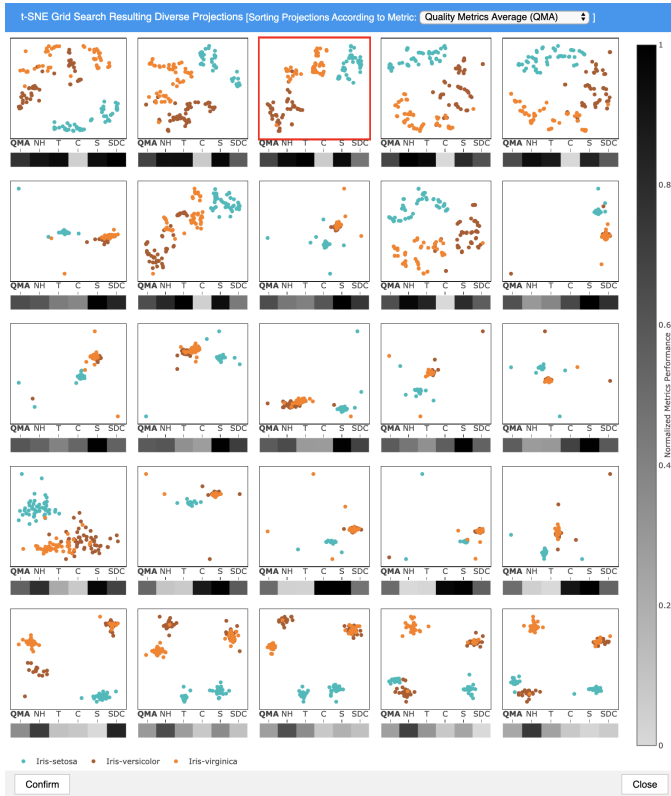 t-SNE Grid Search Resulting Diverse Projections [Sorting Projections According to Metric: Quality Metrics Average (QMA) ]
1
QMA NH T C S SDC QMA NH T C S SDC QMA NH T C S SDC QMA NH T C S SDC QMA NH T C S SDC
0.8
QMA NH T C S SDC QMA NH T C S SDC QMA NH T C S SDC QMA NH T C S SDC QMA NH T C S SDC
0.6
Normalized Metrics Performance
QMA NH T C S SDC QMA NH T C S SDC QMA NH T C S SDC QMA NH T C S SDC QMA NH T C S SDC
0.4
QMA NH T C S SDC QMA NH T C S SDC QMA NH T C S SDC QMA NH T C S SDC QMA NH T C S SDC
0.2
QMA NH T C S SDC QMA NH T C S SDC QMA NH T C S SDC QMA NH T C S SDC QMA NH T C S SDC
0
Iris-setosa Iris-versicolor Iris-virginica
Confirm Close